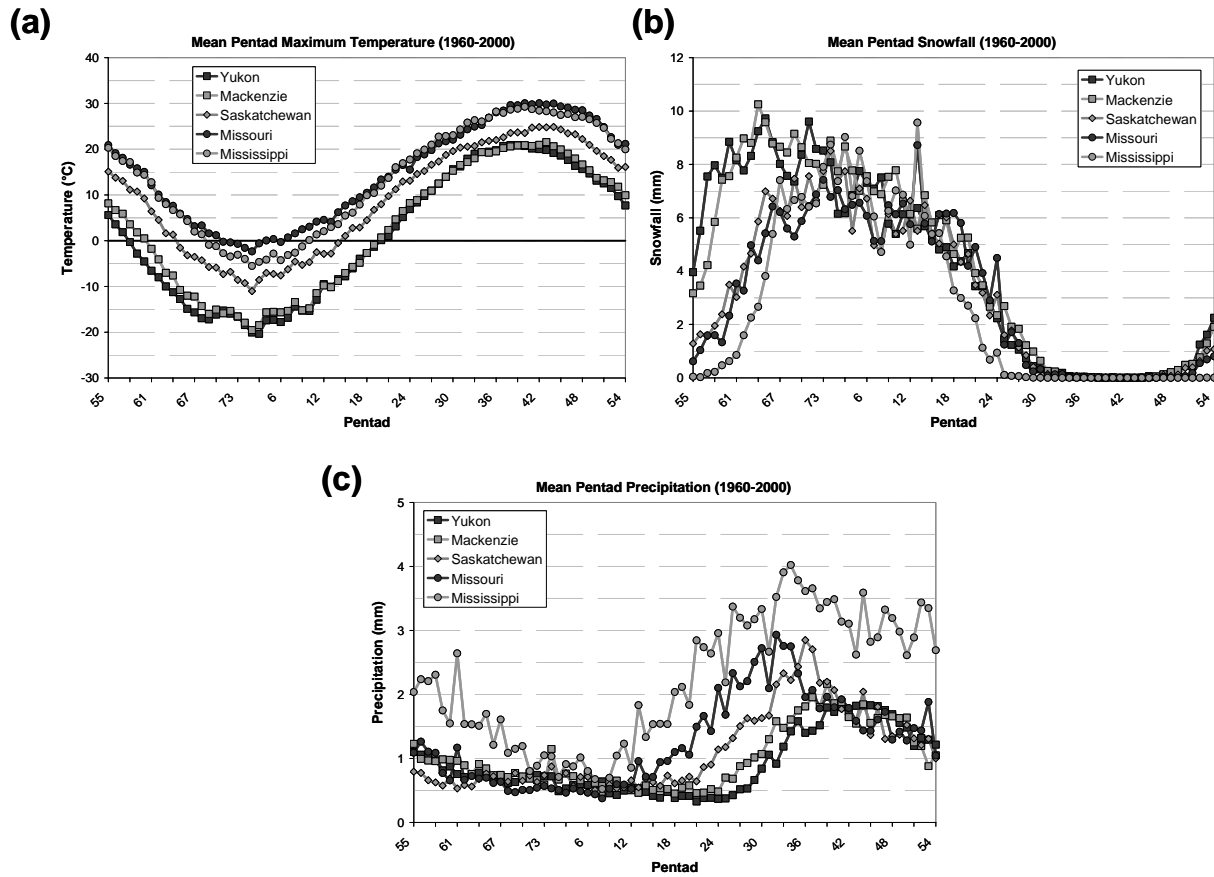 (a)
Mean Pentad Maximum Temperature (1960-2000)
40
30
20
10
0
-10
-20
-30
Temperature (°C)
Yukon
Mackenzie
Saskatchewan
Missouri
Mississippi
55 61 67 73 6 12 18 24 30 36 42 48 54
Pentad
(b)
Mean Pentad Snowfall (1960-2000)
12
10
8
6
4
2
0
Snowfall (mm)
Yukon
Mackenzie
Saskatchewan
Missouri
Mississippi
55 61 67 73 6 12 18 24 30 36 42 48 54
Pentad
(c)
Mean Pentad Precipitation (1960-2000)
5
4
3
2
1
0
Precipitation (mm)
Yukon
Mackenzie
Saskatchewan
Missouri
Mississippi
55 61 67 73 6 12 18 24 30 36 42 48 54
Pentad